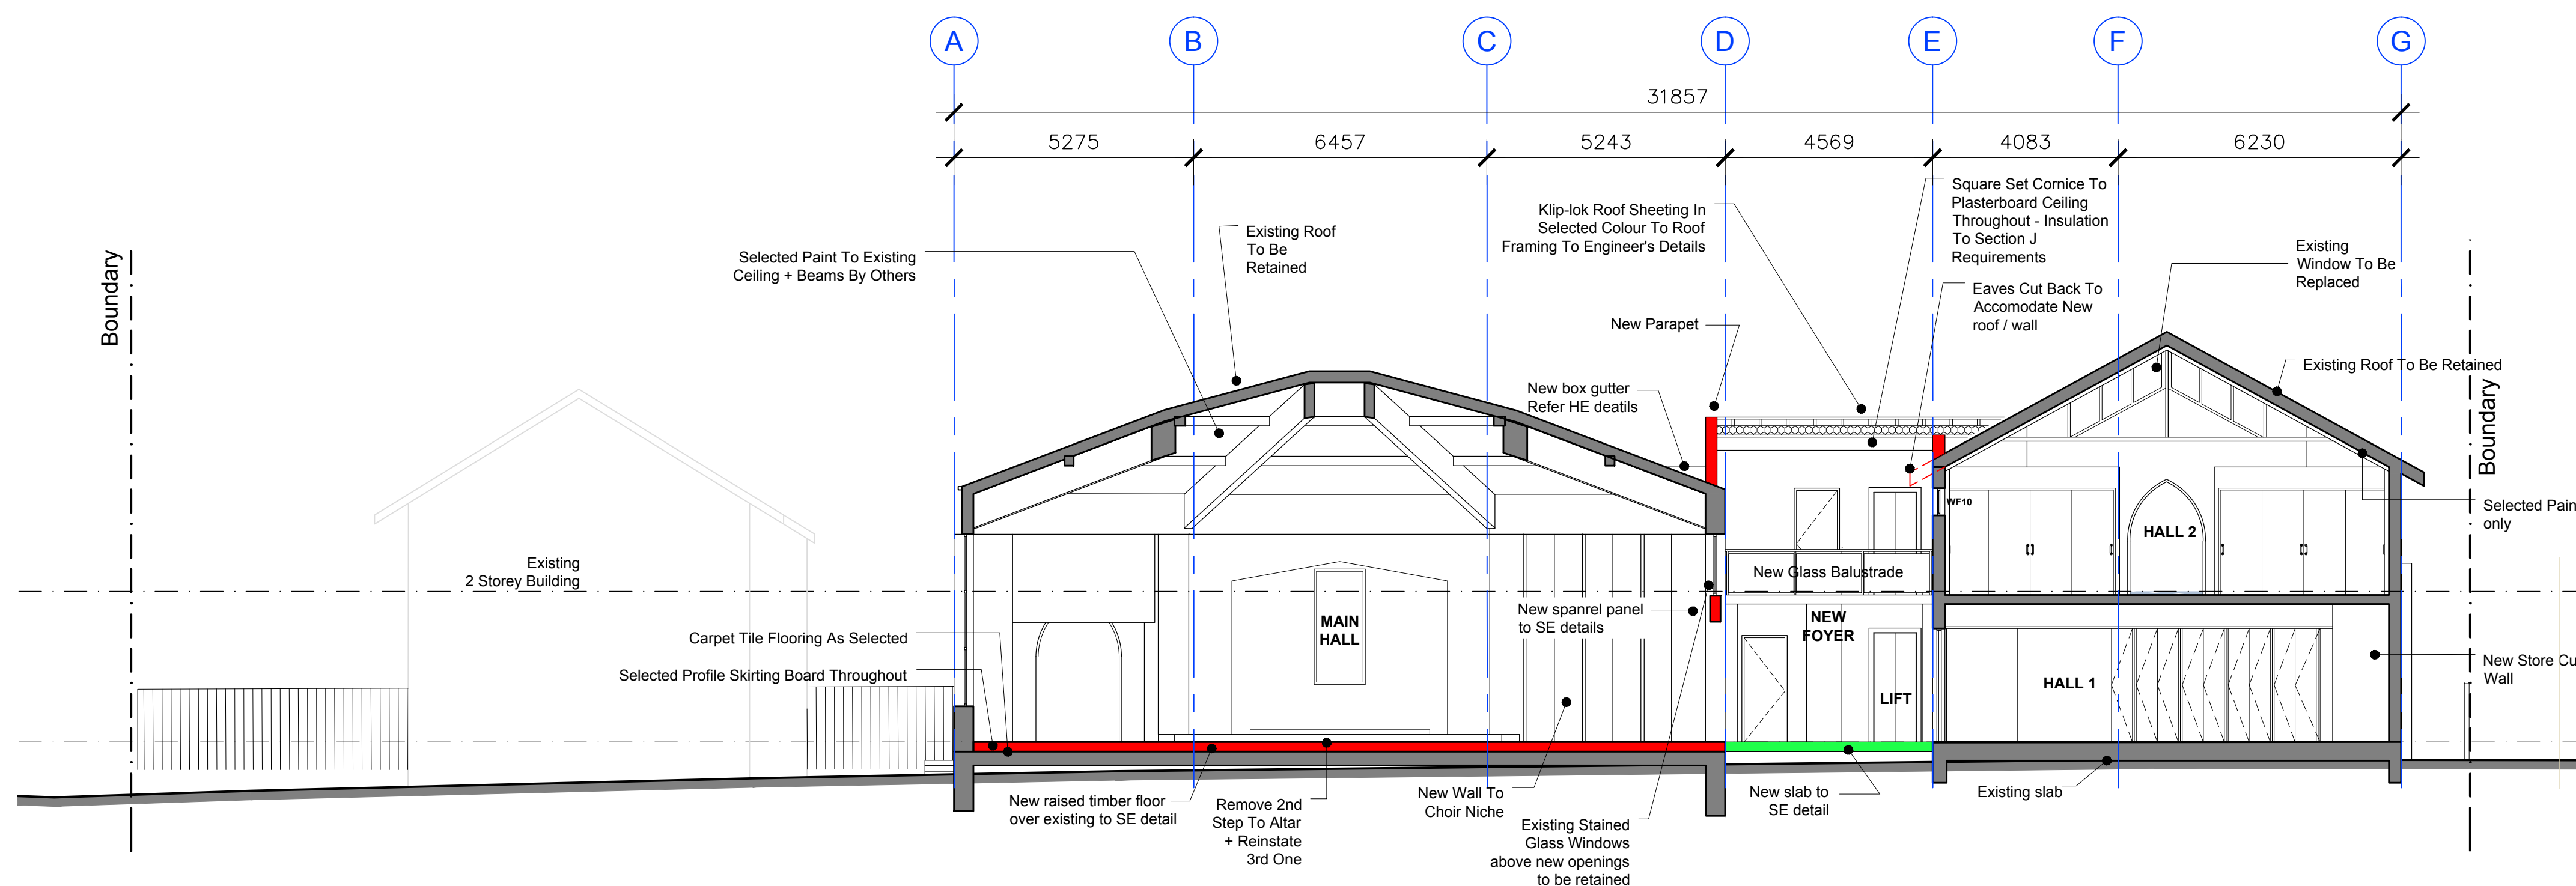 A
B
C
D
E
F
G
31857
5275
6457
5243
4569
4083
6230
Boundary
Selected Paint To Existing
Ceiling + Beams By Others
Existing Roof
To Be
Retained
Klip-lok Roof Sheeting In
Selected Colour To Roof
Framing To Engineer's Details
Square Set Cornice To
Plasterboard Ceiling
Throughout - Insulation
To Section J
Requirements
Existing
Window To Be
Replaced
Eaves Cut Back To
Accomodate New
roof / wall
New Parapet
New box gutter
Refer HE deatils
Existing Roof To Be Retained
Boundary
WF10
Selected Pain
only
HALL 2
Existing
2 Storey Building
New Glass Balustrade
MAIN
HALL
New spanrel panel
to SE details
NEW
FOYER
Carpet Tile Flooring As Selected
Selected Profile Skirting Board Throughout
LIFT
HALL 1
New Store Cu
Wall
New raised timber floor
over existing to SE detail
Remove 2nd
Step To Altar
+ Reinstate
3rd One
New Wall To
Choir Niche
Existing Stained
Glass Windows
above new openings
to be retained
New slab to
SE detail
Existing slab